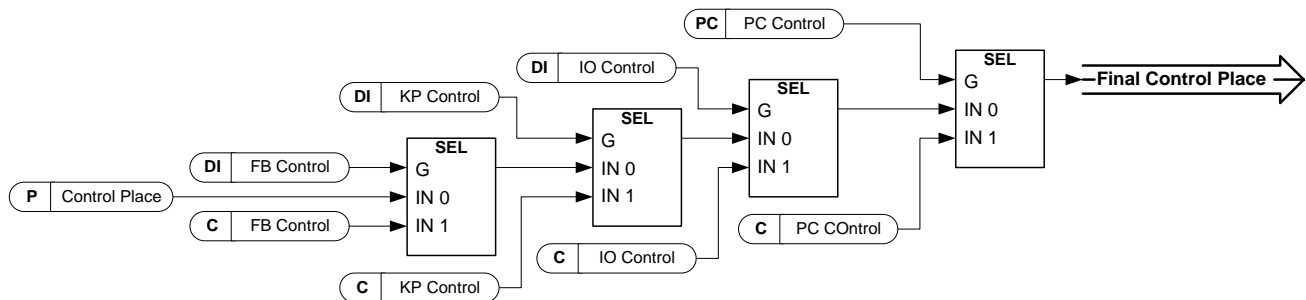 PC PC Control
SEL
G
IN 0
IN 1
Final Control Place
DI IO Control
SEL
G
IN 0
IN 1
DI KP Control
SEL
G
IN 0
IN 1
DI FB Control
SEL
G
IN 0
IN 1
P Control Place
C FB Control
C PC COntrol
C IO Control
C KP Control